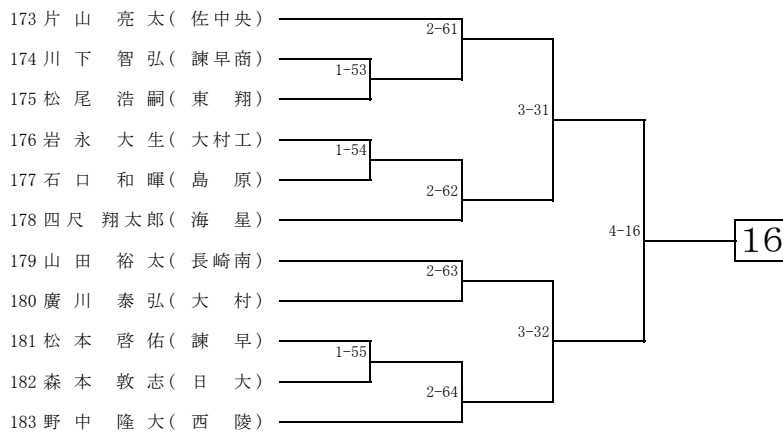 173 片山 亮太(佐中央)
2-61
174 川下 智弘(諫早商)
1-53
175 松尾 浩嗣(東翔)
3-31
176 岩永 大生(大村工)
1-54
177 石口 和暉(島原)
2-62
178 四尺 翔太郎(海星)
4-16
16
179 山田 裕太(長崎南)
2-63
180 廣川 泰弘(大村)
181 松本 啓佑(諫早)
3-32
1-55
182 森本 敦志(日大)
2-64
183 野中 隆大(西陵)